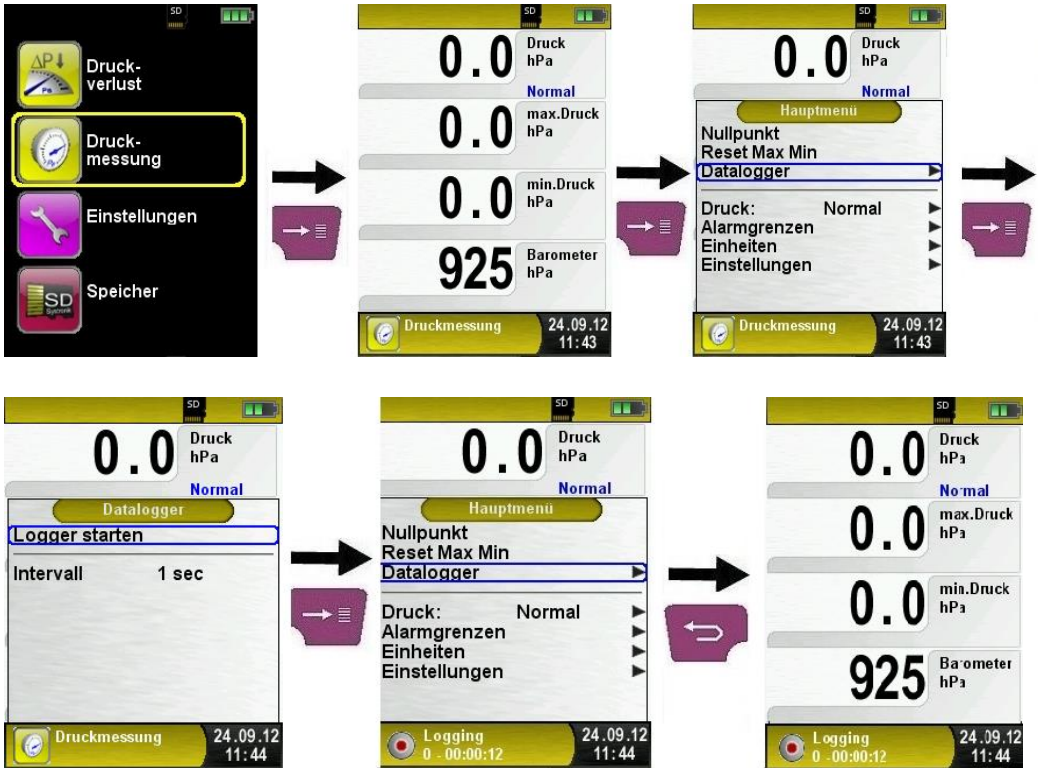 SD
ΔP
Pa
Druck-
verlust
Druck-
messung
Einstellungen
SD
Systronik
Speicher
SD
0.0 Druck
hPa
Normal
0.0 max.Druck
hPa
0.0 min.Druck
hPa
925 Barometer
hPa
Druckmessung 24.09.12
11:43
SD
0.0 Druck
hPa
Normal
Hauptmenü
Nullpunkt
Reset Max Min
Datalogger
Druck: Normal
Alarmgrenzen
Einheiten
Einstellungen
Druckmessung 24.09.12
11:43
SD
0.0 Druck
hPa
Normal
Datalogger
Logger starten
Intervall 1 sec
Druckmessung 24.09.12
11:44
SD
0.0 Druck
hPa
Normal
Hauptmenü
Nullpunkt
Reset Max Min
Datalogger
Druck: Normal
Alarmgrenzen
Einheiten
Einstellungen
Logging 24.09.12
0 - 00:00:12 11:44
SD
0.0 Druck
hPa
Normal
0.0 max.Druck
hPa
0.0 min.Druck
hPa
925 Barometer
hPa
Logging 24.09.12
0 - 00:00:12 11:44